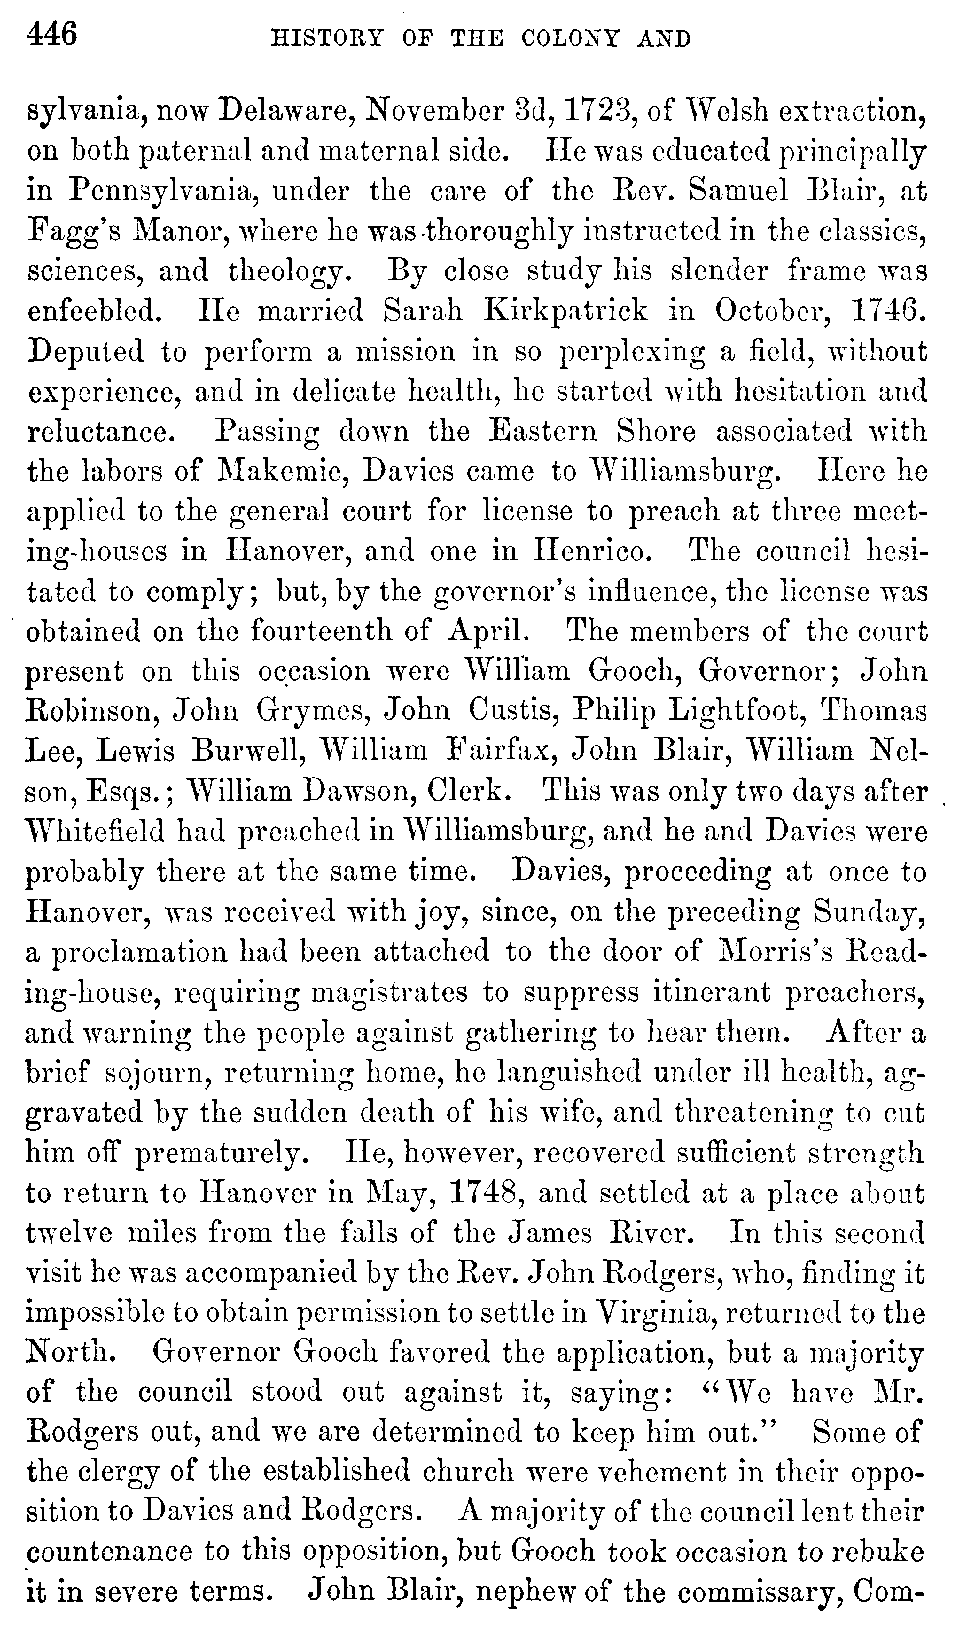 446 HISTORY OF THE COLONY AND
sylvania, now Delaware, November 3d, 1723, of Welsh extraction,
on both paternal and maternal side. He was educated principally
in Pennsylvania, under the care of the Rev. Samuel Blair, at
Fagg's Manor, where he was thoroughly instructed in the classics,
sciences, and theology. By close study his slender frame was
enfeebled. He married Sarah Kirkpatrick in October, 1746.
Deputed to perform a mission in so perplexing a field, without
experience, and in delicate health, he started with hesitation and
reluctance. Passing down the Eastern Shore associated with
the labors of Makemie, Davies came to Williamsburg. Here he
applied to the general court for license to preach at three meet-
ing-houses in Hanover, and one in Henrico. The council hesi-
tated to comply; but, by the governor's influence, the license was
obtained on the fourteenth of April. The members of the court
present on this occasion were William Gooch, Governor; John
Robinson, John Grymes, John Custis, Philip Lightfoot, Thomas
Lee, Lewis Burwell, William Fairfax, John Blair, William Nel-
son, Esqs.; William Dawson, Clerk. This was only two days after
Whitefield had preached in Williamsburg, and he and Davies were
probably there at the same time. Davies, proceeding at once to
Hanover, was received with joy, since, on the preceding Sunday,
a proclamation had been attached to the door of Morris's Read-
ing-house, requiring magistrates to suppress itinerant preachers,
and warning the people against gathering to hear them. After a
brief sojourn, returning home, he languished under ill health, ag-
gravated by the sudden death of his wife, and threatening to cut
him off prematurely. He, however, recovered sufficient strength
to return to Hanover in May, 1748, and settled at a place about
twelve miles from the falls of the James River. In this second
visit he was accompanied by the Rev. John Rodgers, who, finding it
impossible to obtain permission to settle in Virginia, returned to the
North. Governor Gooch favored the application, but a majority
of the council stood out against it, saying: "We have Mr.
Rodgers out, and we are determined to keep him out." Some of
the clergy of the established church were vehement in their oppo-
sition to Davies and Rodgers. A majority of the council lent their
countenance to this opposition, but Gooch took occasion to rebuke
it in severe terms. John Blair, nephew of the commissary, Com-